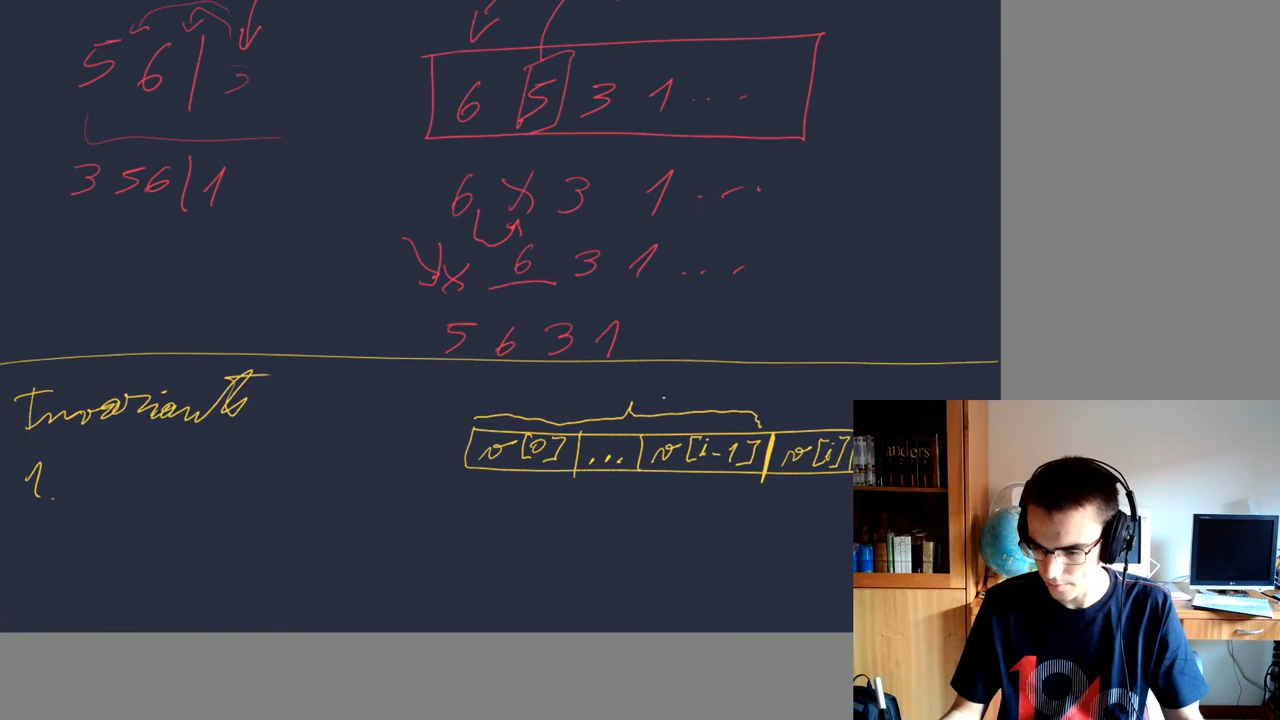 5 6 | 3
3 5 6 | 1
6 5 3 1 ...
6 3 1 ...
6 3 1 ...
5 6 3 1
Invariants
v[0] ... v[i-1] v[i]
1.
anders